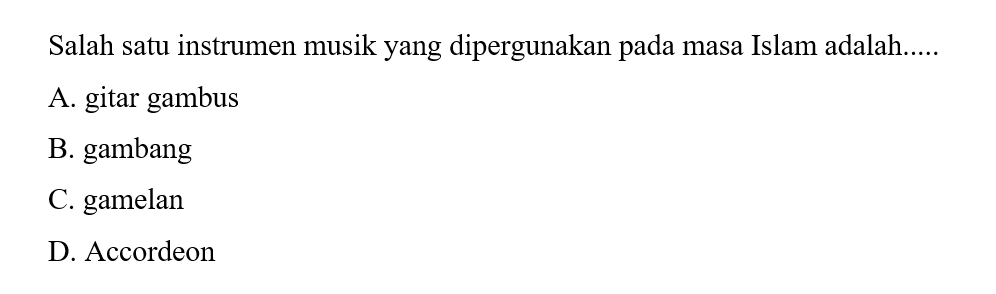 Salah satu instrumen musik yang dipergunakan pada masa Islam adalah.....
A. gitar gambus
B. gambang
C. gamelan
D. Accordeon